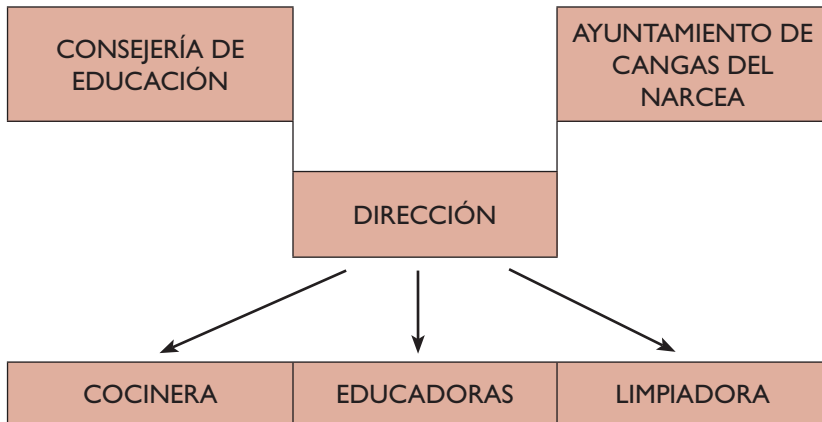 CONSEJERÍA DE
EDUCACIÓN
AYUNTAMIENTO DE
CANGAS DEL
NARCEA
DIRECCIÓN
COCINERA
EDUCADORAS
LIMPIADORA